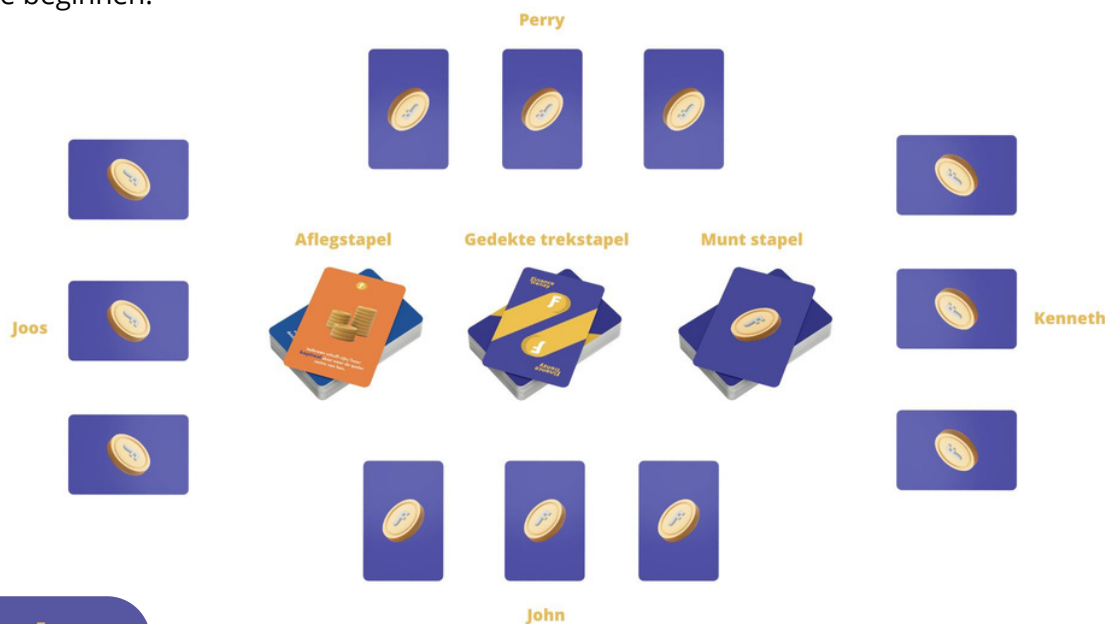 e beginnen.
Perry
Aflegstapel
Gedekte trekstapel
Munt stapel
Joos
Kenneth
John